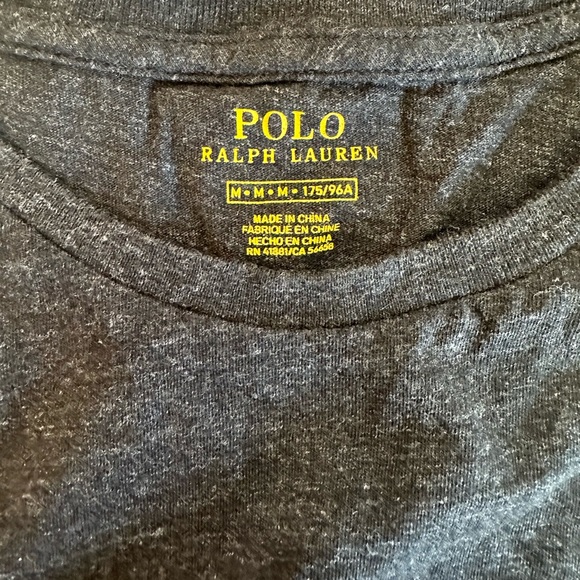 POLO
RALPH LAUREN
M • M • M • 175/96A
MADE IN CHINA
FABRIQUÉ EN CHINE
HECHO EN CHINA
RN 41381/CA 56658